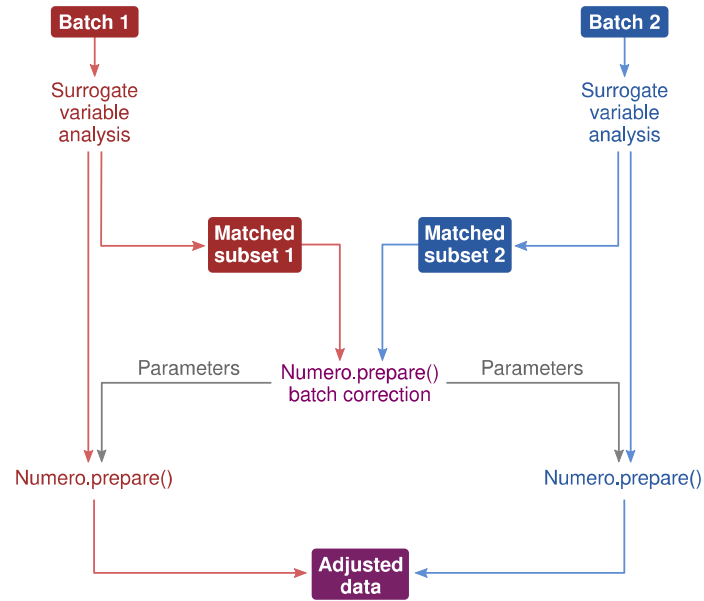 Batch 1
Batch 2
Surrogate
variable
analysis
Surrogate
variable
analysis
Matched
subset 1
Matched
subset 2
Parameters
Numero.prepare()
batch correction
Parameters
Numero.prepare()
Numero.prepare()
Adjusted
data